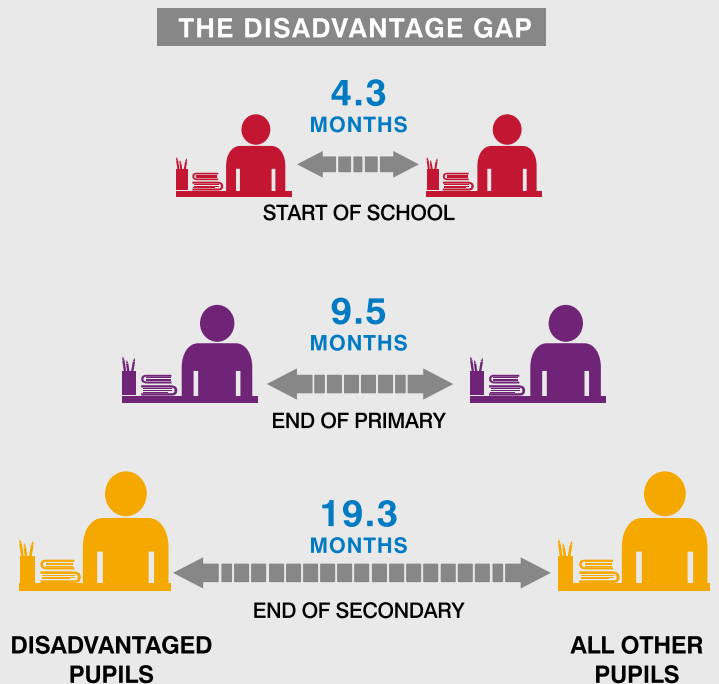 THE DISADVANTAGE GAP
4.3
MONTHS
START OF SCHOOL
9.5
MONTHS
END OF PRIMARY
19.3
MONTHS
END OF SECONDARY
DISADVANTAGED
PUPILS
ALL OTHER
PUPILS